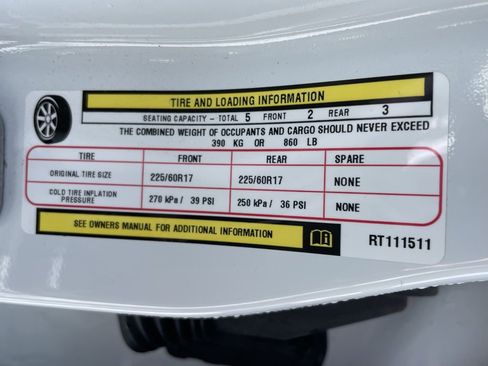 TIRE AND LOADING INFORMATION
SEATING CAPACITY - TOTAL 5 FRONT 2 REAR 3
THE COMBINED WEIGHT OF OCCUPANTS AND CARGO SHOULD NEVER EXCEED
390 KG OR 860 LB
TIRE FRONT REAR SPARE
ORIGINAL TIRE SIZE 225/60R17 225/60R17 NONE
COLD TIRE INFLATION PRESSURE 270 kPa / 39 PSI 250 kPa / 36 PSI NONE
SEE OWNERS MANUAL FOR ADDITIONAL INFORMATION
RT111511